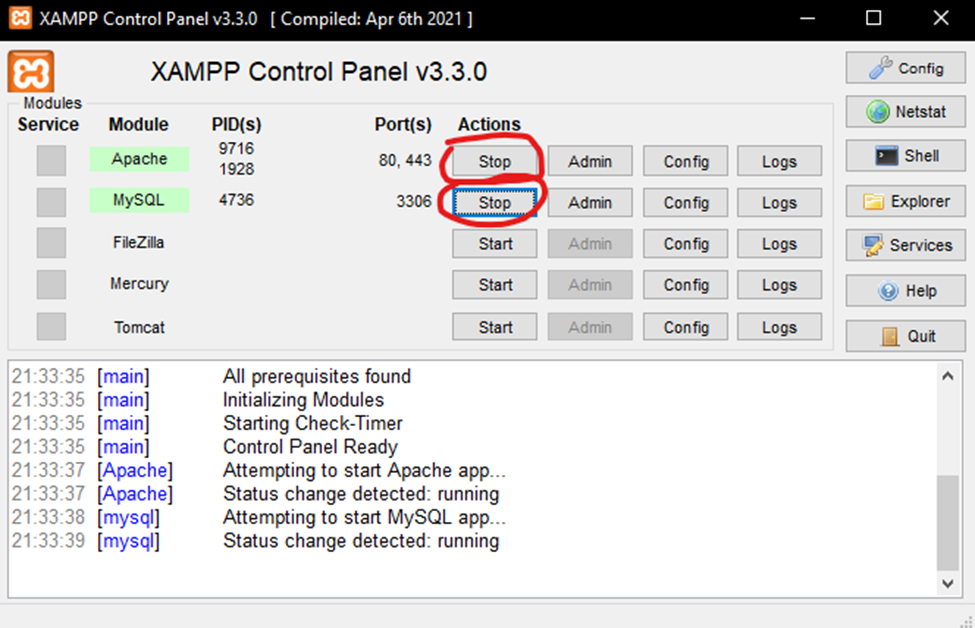 XAMPP Control Panel v3.3.0 [ Compiled: Apr 6th 2021 ]
XAMPP Control Panel v3.3.0
Config
Modules
Service Module PID(s) Port(s) Actions
Netstat
Apache 9716 1928 80, 443 Stop Admin Config Logs
Shell
MySQL 4736 3306 Stop Admin Config Logs
Explorer
FileZilla Start Admin Config Logs
Services
Mercury Start Admin Config Logs
Help
Tomcat Start Admin Config Logs
Quit
21:33:35 [main] All prerequisites found
21:33:35 [main] Initializing Modules
21:33:35 [main] Starting Check-Timer
21:33:35 [main] Control Panel Ready
21:33:37 [Apache] Attempting to start Apache app...
21:33:37 [Apache] Status change detected: running
21:33:38 [mysql] Attempting to start MySQL app...
21:33:39 [mysql] Status change detected: running